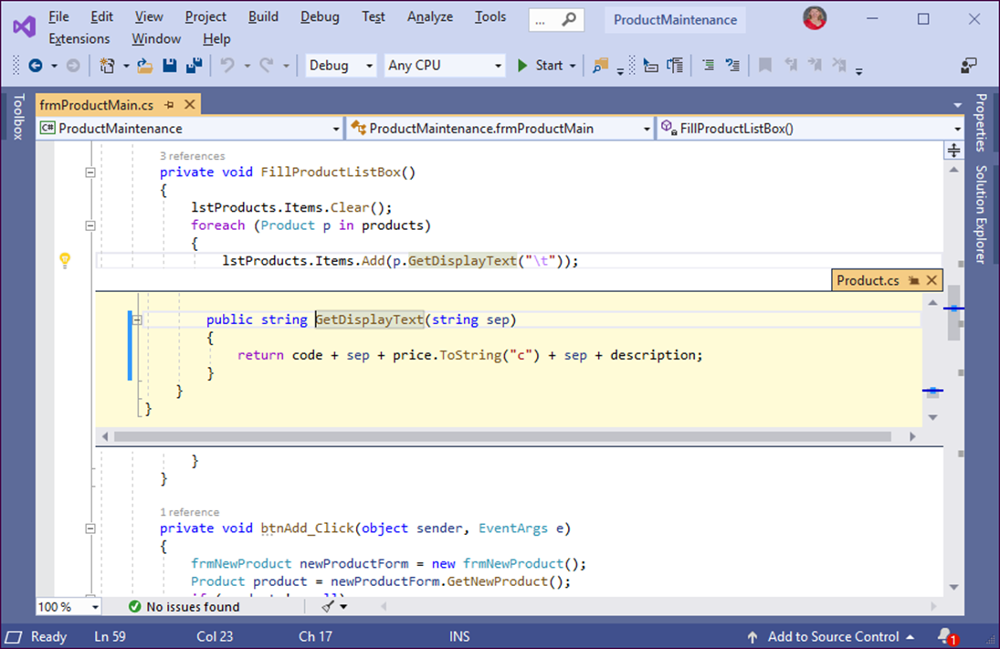 File Edit View Project Build Debug Test Analyze Tools ... ProductMaintenance
Extensions Window Help
Debug Any CPU Start
Toolbox
frmProductMain.cs
Properties
Solution Explorer
C# ProductMaintenance ProductMaintenance.frmProductMain FillProductListBox()
3 references
private void FillProductListBox()
{
lstProducts.Items.Clear();
foreach (Product p in products)
{
lstProducts.Items.Add(p.GetDisplayText("\t"));
Product.cs
public string GetDisplayText(string sep)
{
return code + sep + price.ToString("c") + sep + description;
}
}
}
}
}
1 reference
private void btnAdd_Click(object sender, EventArgs e)
{
frmNewProduct newProductForm = new frmNewProduct();
Product product = newProductForm.GetNewProduct();
100 % No issues found
Ready Ln 59 Col 23 Ch 17 INS Add to Source Control 1